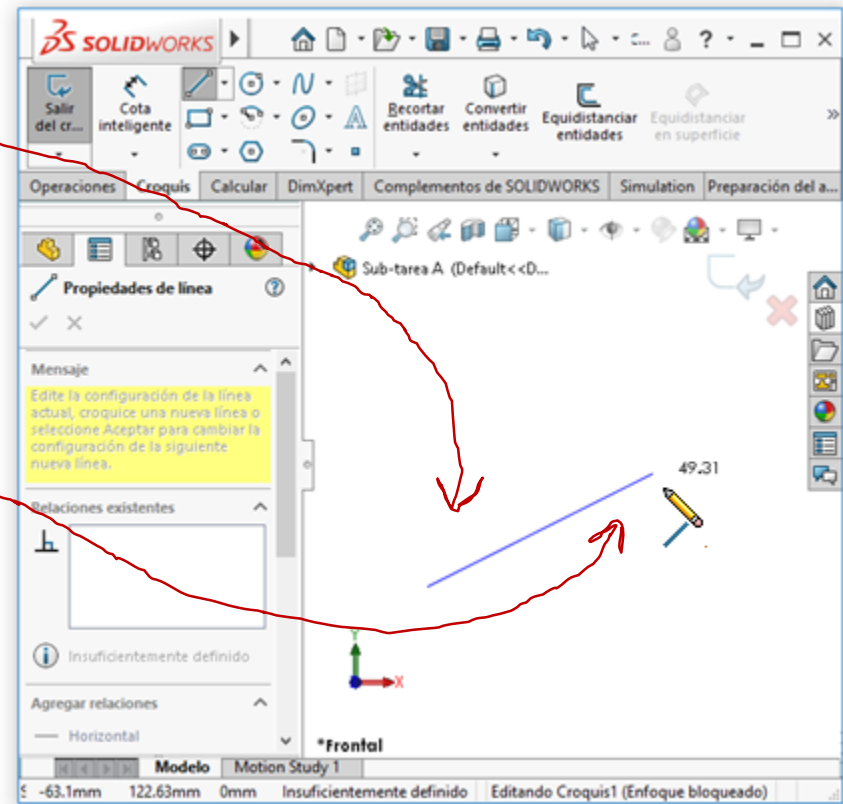 SOLIDWORKS
?
Salir del cr...
Cota inteligente
Recortar entidades
Convertir entidades
Equidistanciar entidades
Equidistanciar en superficie
Operaciones Croquis Calcular DimXpert Complementos de SOLIDWORKS Simulation Preparación del a...
Sub-tarea A (Default<<D...
Propiedades de línea
Mensaje
Edite la configuración de la línea
actual, croquice una nueva línea o
seleccione Aceptar para cambiar la
configuración de la siguiente
nueva línea.
49.31
Relaciones existentes
Insuficientemente definido
Y
X
Agregar relaciones
Horizontal
*Frontal
Modelo Motion Study 1
-63.1mm 122.63mm 0mm Insuficientemente definido Editando Croquis1 (Enfoque bloqueado)